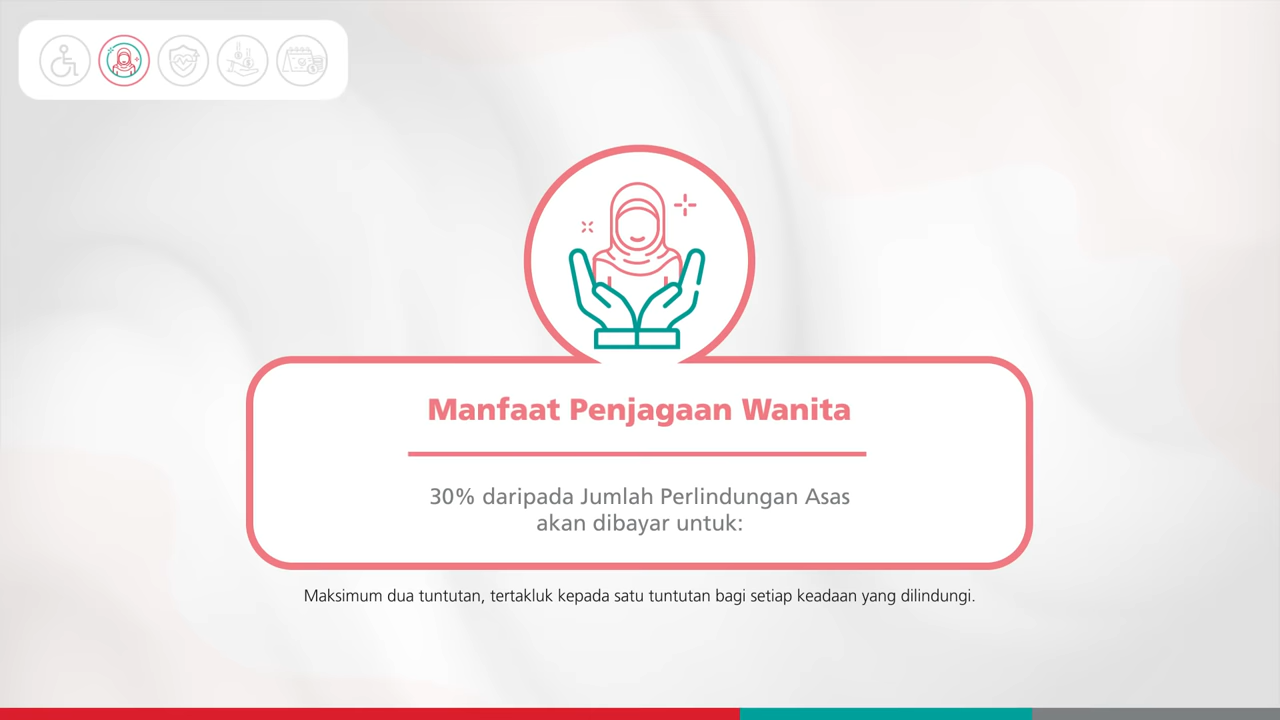 Manfaat Penjagaan Wanita
30% daripada Jumlah Perlindungan Asas
akan dibayar untuk:
Maksimum dua tuntutan, tertakluk kepada satu tuntutan bagi setiap keadaan yang dilindungi.